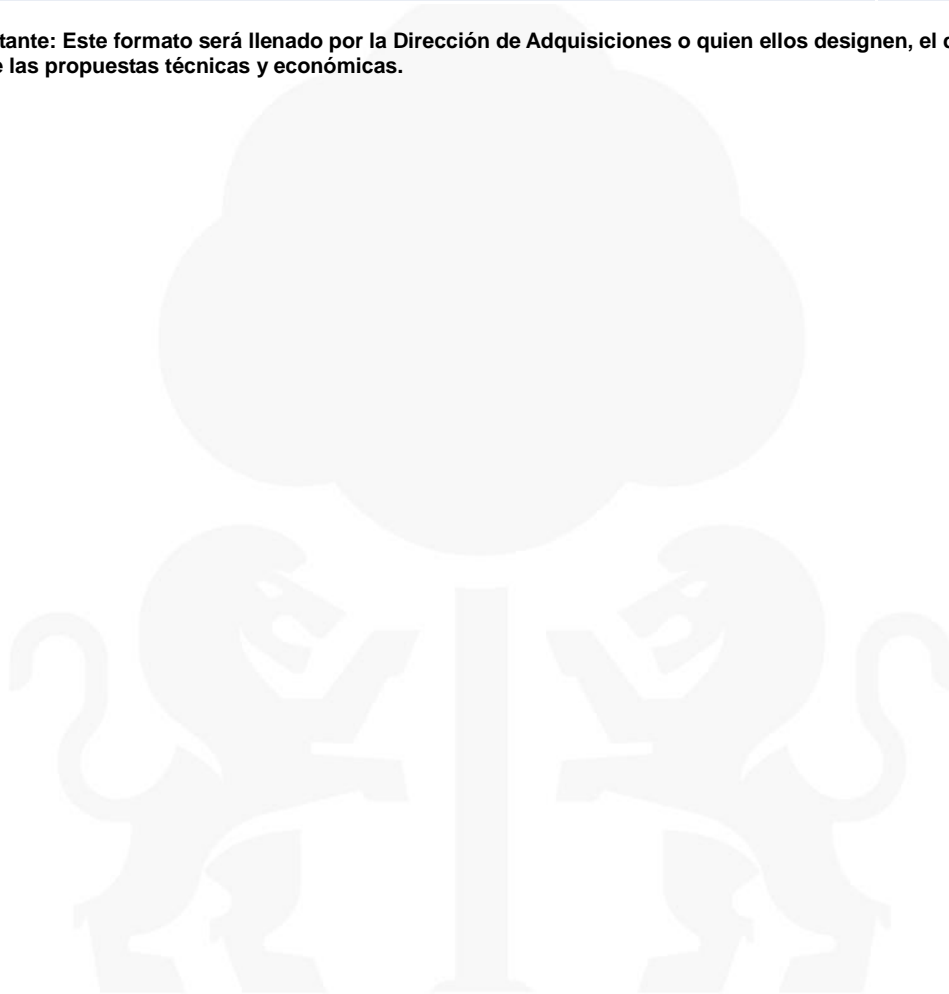 tante: Este formato será llenado por la Dirección de Adquisiciones o quien ellos designen, el
e las propuestas técnicas y económicas.